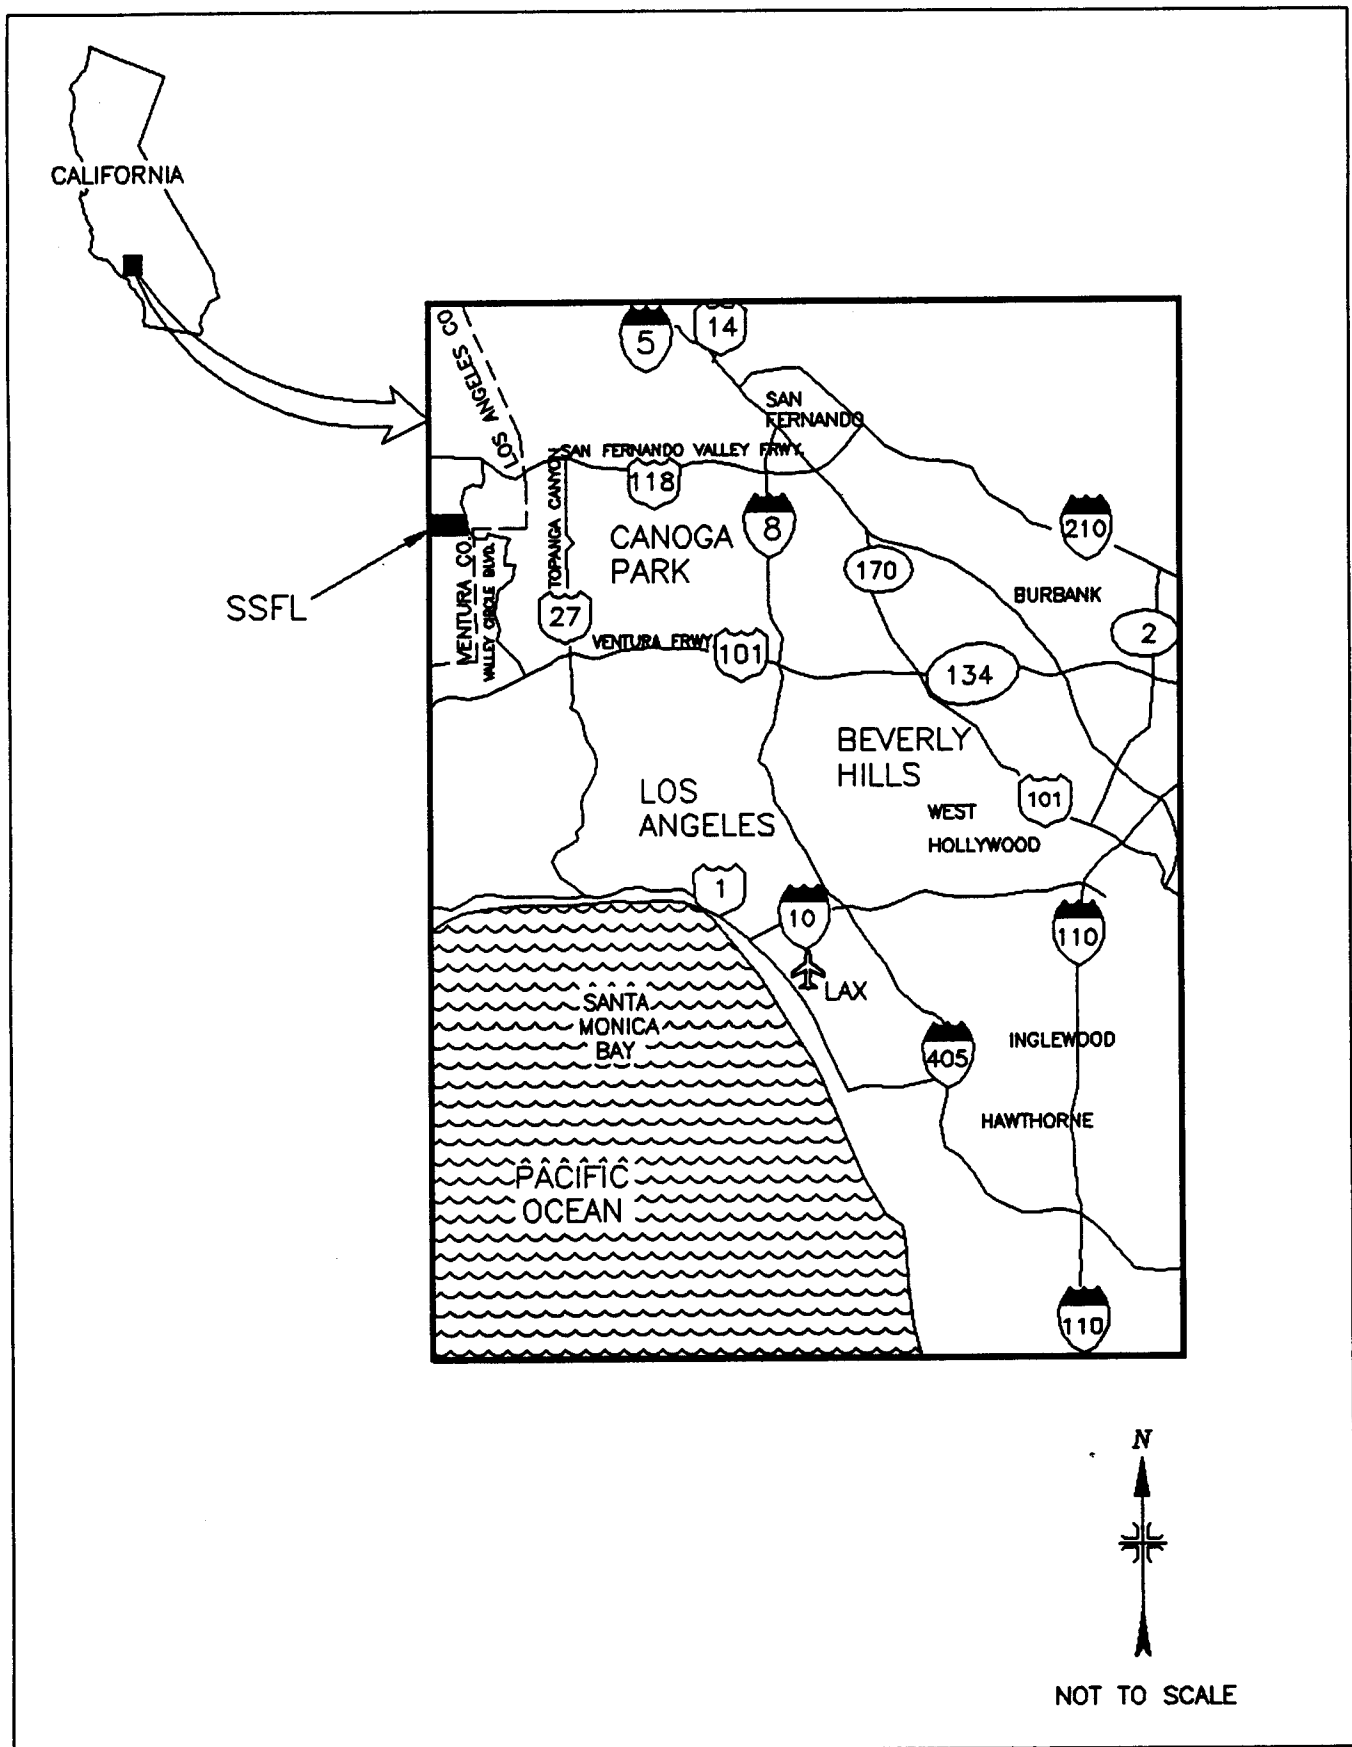 CALIFORNIA
LOS ANGELES CO
5
14
SAN
FERNANDO
SAN FERNANDO VALLEY FRWY.
118
TOPANGA CANYON
8
210
CANOGA
PARK
170
SSFL
VENTURA CO.
VALLEY CIRCLE BLVD.
27
BURBANK
2
VENTURA FRWY
101
134
BEVERLY
HILLS
LOS
ANGELES
101
WEST
HOLLYWOOD
1
10
110
LAX
SANTA
MONICA
BAY
405
INGLEWOOD
HAWTHORNE
PACIFIC
OCEAN
110
N
NOT TO SCALE